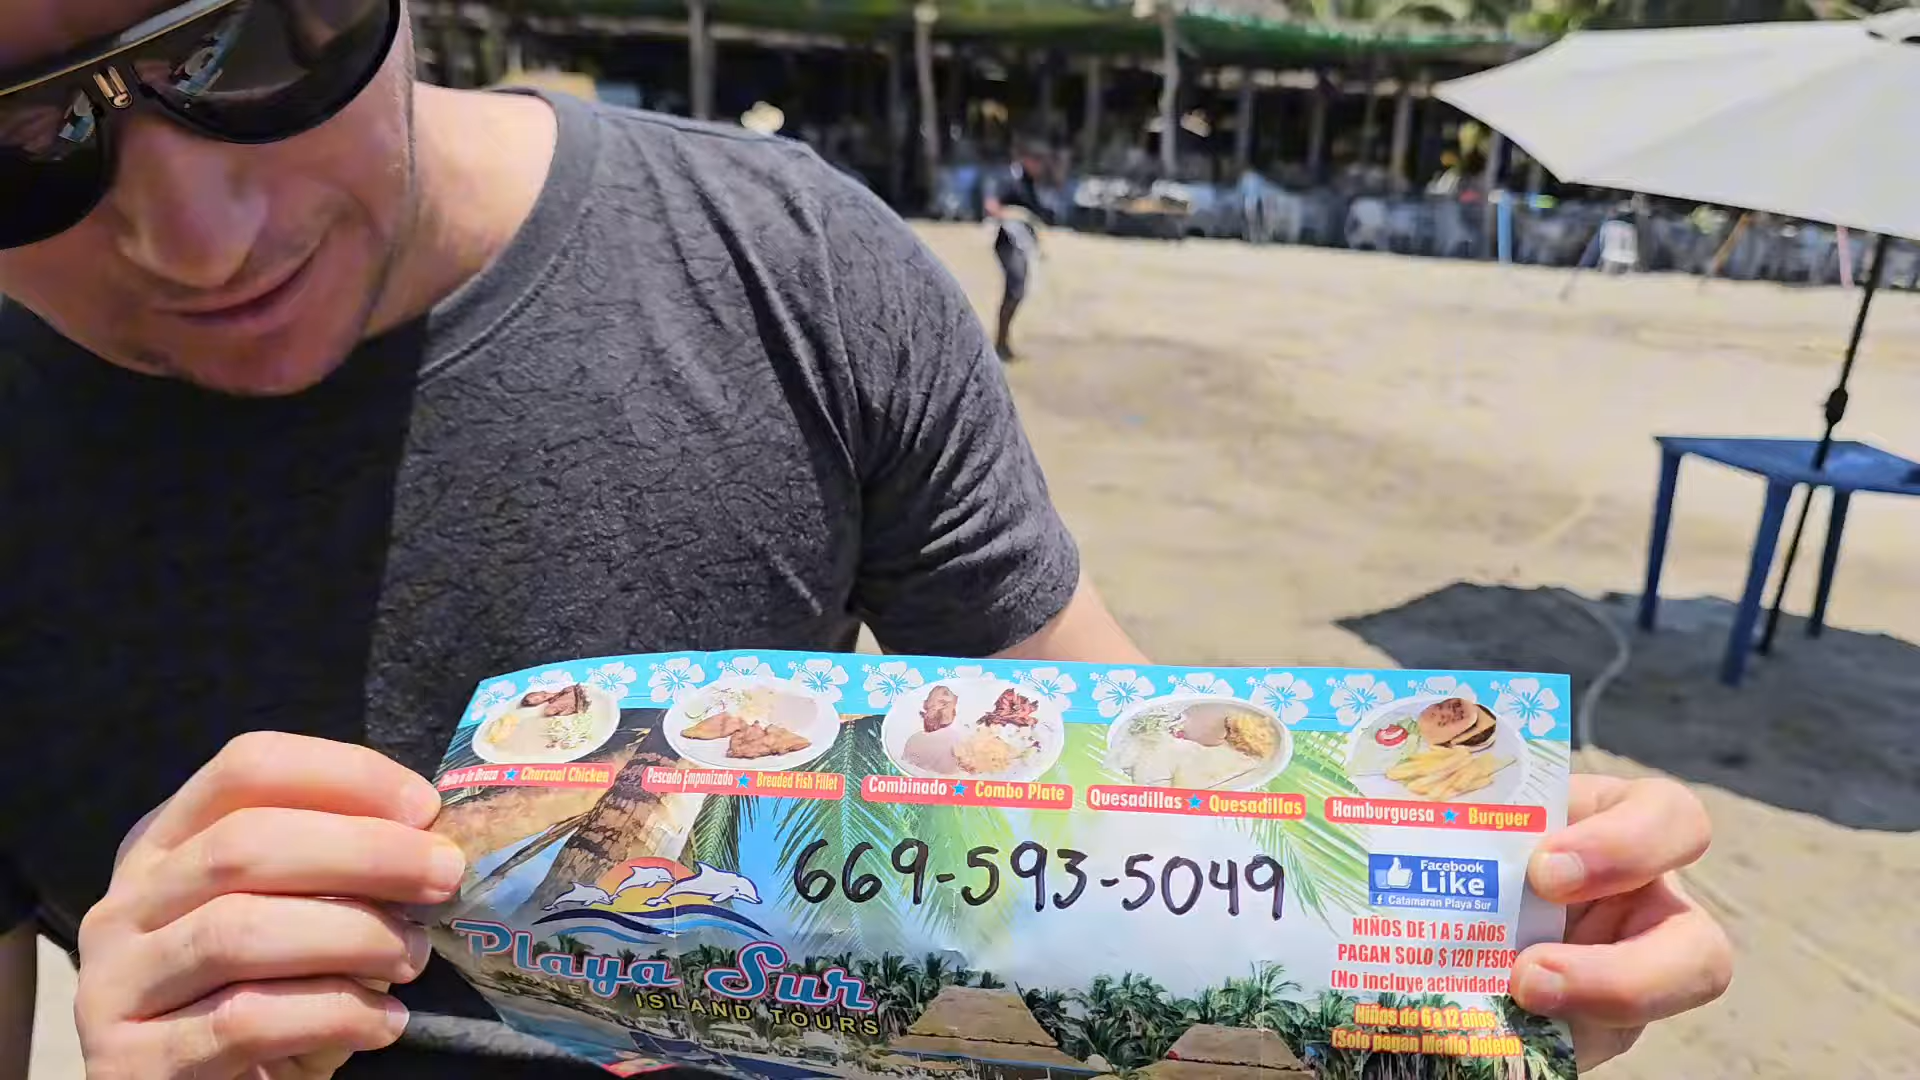 Pollo a la Braza ★ Charcoal Chicken
Pescado Empanizado ★ Breaded Fish Fillet
Combinado ★ Combo Plate
Quesadillas ★ Quesadillas
Hamburguesa ★ Burguer
669-593-5049
Facebook
Like
f Catamaran Playa Sur
Playa Sur
ISLAND TOURS
NIÑOS DE 1 A 5 AÑOS
PAGAN SOLO $ 120 PESOS
(No incluye actividades
Niños de 6 a 12 años
(Solo pagan Medio Boleto)